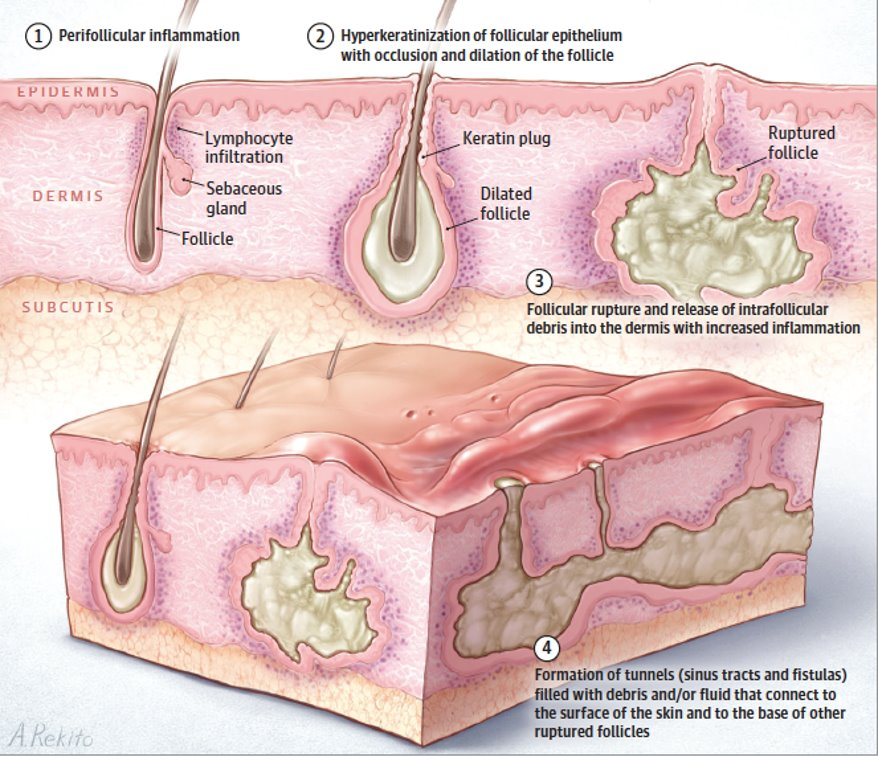 1 Perifollicular inflammation
2 Hyperkeratinization of follicular epithelium
with occlusion and dilation of the follicle
EPIDERMIS
Lymphocyte
infiltration
Keratin plug
Ruptured
follicle
DERMIS
Sebaceous
gland
Dilated
follicle
Follicle
3
SUBCUTIS
Follicular rupture and release of intrafollicular
debris into the dermis with increased inflammation
4
Formation of tunnels (sinus tracts and fistulas)
filled with debris and/or fluid that connect to
the surface of the skin and to the base of other
ruptured follicles
A. Rekito